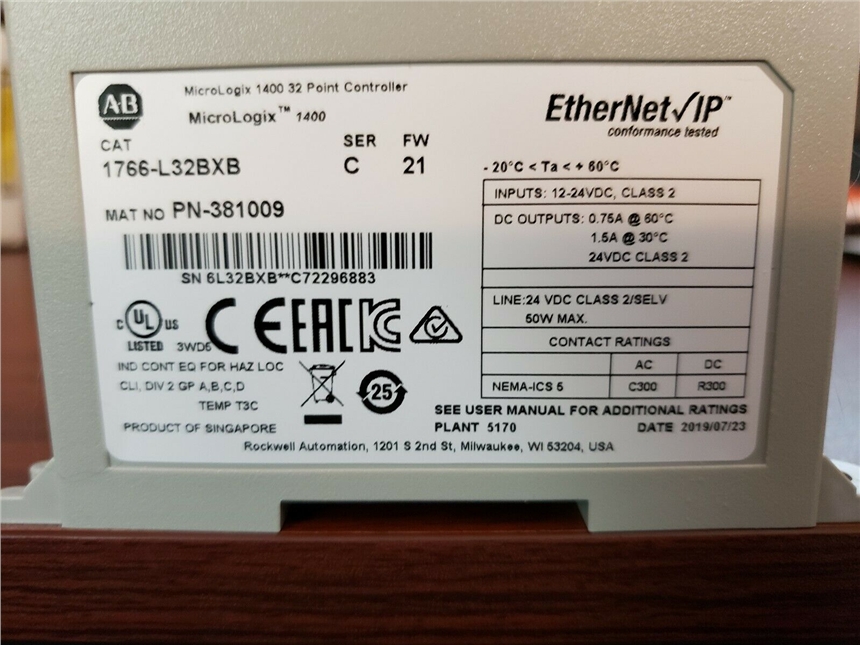 AB
MicroLogix 1400 32 Point Controller
MicroLogix™ 1400
EtherNet/IP™
conformance tested
CAT
SER FW
1766-L32BXB
C 21
MAT NO PN-381009
SN 6L32BXB**C72296883
- 20°C < Ta < + 60°C
INPUTS: 12-24VDC, CLASS 2
DC OUTPUTS: 0.75A @ 60°C
1.5A @ 30°C
24VDC CLASS 2
LINE:24 VDC CLASS 2/SELV
50W MAX.
CONTACT RATINGS
AC DC
NEMA-ICS 5 C300 R300
C UL US
LISTED 3WD5
CE EAC KC
IND CONT EQ FOR HAZ LOC
CLI, DIV 2 GP A,B,C,D
TEMP T3C
25
PRODUCT OF SINGAPORE
SEE USER MANUAL FOR ADDITIONAL RATINGS
PLANT 5170 DATE 2019/07/23
Rockwell Automation, 1201 S 2nd St, Milwaukee, WI 53204, USA